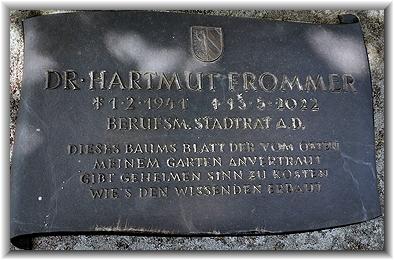 DR·HARTMUT FROMMER
*1·2·1941 †15·5·2022
BERUFSM. STADTRAT A.D.
DIESES BAUMS BLATT DER VOM OSTEN
MEINEM GARTEN ANVERTRAUT
GIBT GEHEIMEN SINN ZU KOSTEN
WIE'S DEN WISSENDEN ERBAUT